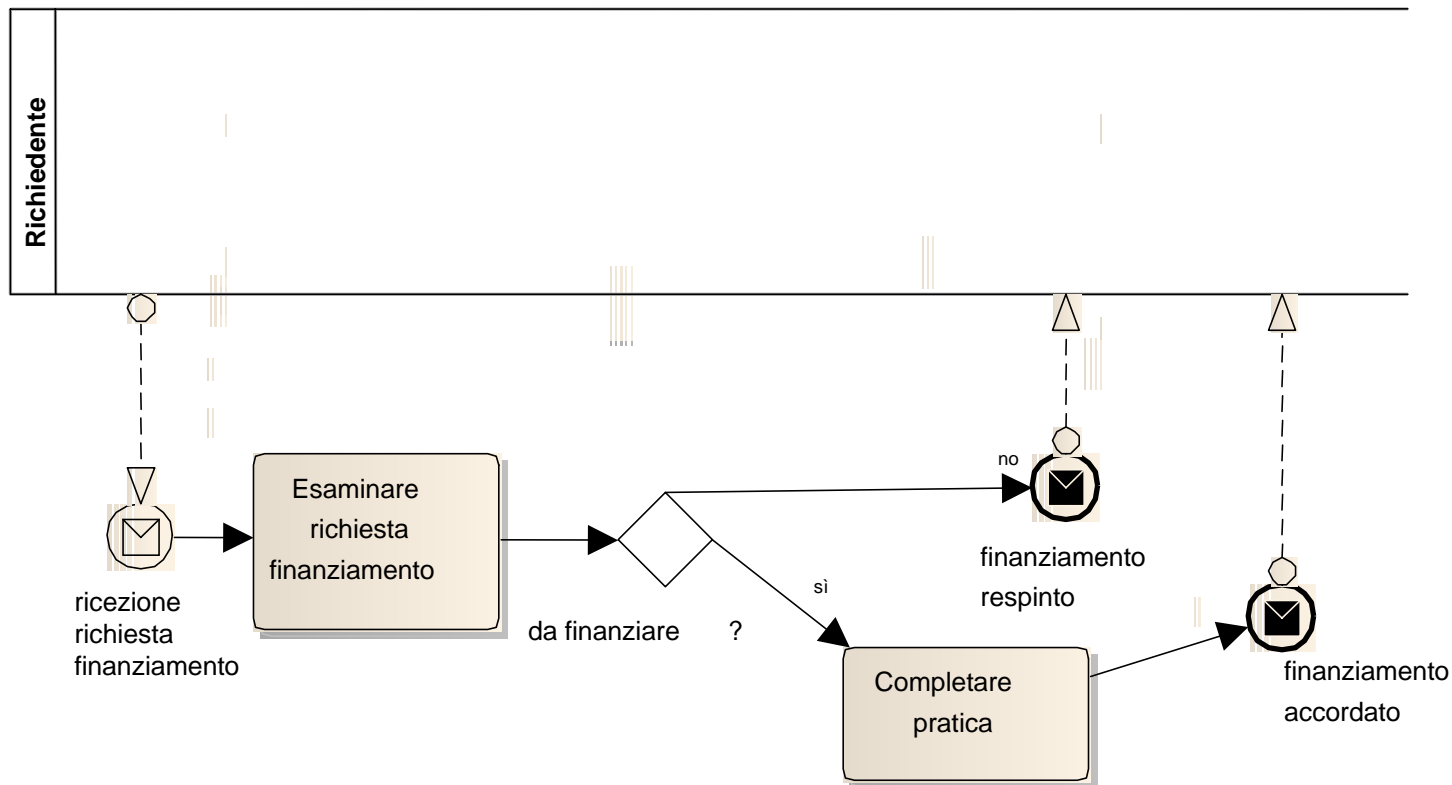 Richiedente
Esaminare
richiesta
finanziamento
ricezione
richiesta
finanziamento
da finanziare ?
no
sì
finanziamento
respinto
Completare
pratica
finanziamento
accordato